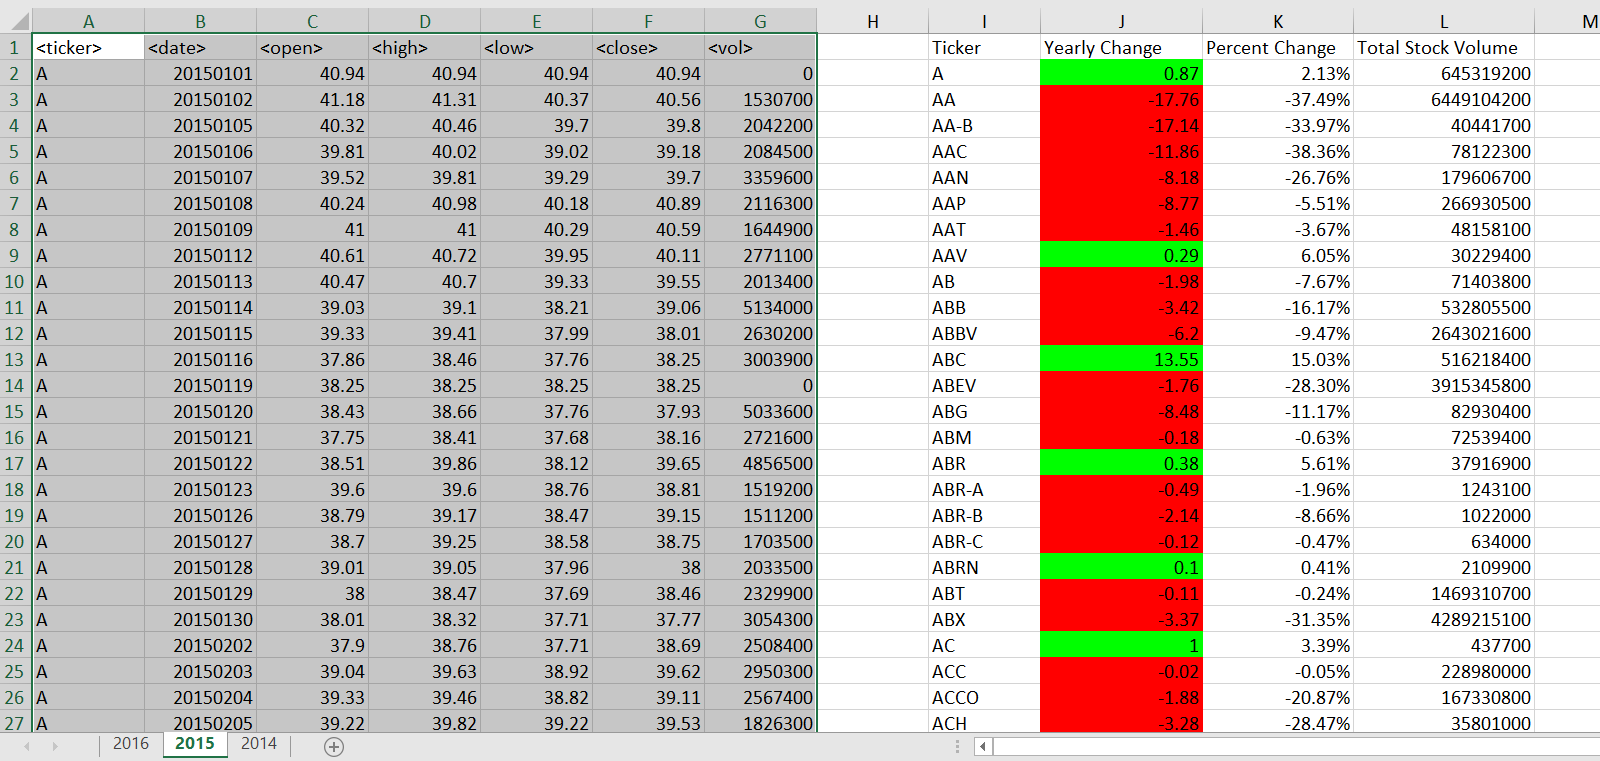 A B C D E F G H I J K L M
1 <ticker> <date> <open> <high> <low> <close> <vol> Ticker Yearly Change Percent Change Total Stock Volume
2 A 20150101 40.94 40.94 40.94 40.94 0 A 0.87 2.13% 645319200
3 A 20150102 41.18 41.31 40.37 40.56 1530700 AA -17.76 -37.49% 6449104200
4 A 20150105 40.32 40.46 39.7 39.8 2042200 AA-B -17.14 -33.97% 40441700
5 A 20150106 39.81 40.02 39.02 39.18 2084500 AAC -11.86 -38.36% 78122300
6 A 20150107 39.52 39.81 39.29 39.7 3359600 AAN -8.18 -26.76% 179606700
7 A 20150108 40.24 40.98 40.18 40.89 2116300 AAP -8.77 -5.51% 266930500
8 A 20150109 41 41 40.29 40.59 1644900 AAT -1.46 -3.67% 48158100
9 A 20150112 40.61 40.72 39.95 40.11 2771100 AAV 0.29 6.05% 30229400
10 A 20150113 40.47 40.7 39.33 39.55 2013400 AB -1.98 -7.67% 71403800
11 A 20150114 39.03 39.1 38.21 39.06 5134000 ABB -3.42 -16.17% 532805500
12 A 20150115 39.33 39.41 37.99 38.01 2630200 ABBV -6.2 -9.47% 2643021600
13 A 20150116 37.86 38.46 37.76 38.25 3003900 ABC 13.55 15.03% 516218400
14 A 20150119 38.25 38.25 38.25 38.25 0 ABEV -1.76 -28.30% 3915345800
15 A 20150120 38.43 38.66 37.76 37.93 5033600 ABG -8.48 -11.17% 82930400
16 A 20150121 37.75 38.41 37.68 38.16 2721600 ABM -0.18 -0.63% 72539400
17 A 20150122 38.51 39.86 38.12 39.65 4856500 ABR 0.38 5.61% 37916900
18 A 20150123 39.6 39.6 38.76 38.81 1519200 ABR-A -0.49 -1.96% 1243100
19 A 20150126 38.79 39.17 38.47 39.15 1511200 ABR-B -2.14 -8.66% 1022000
20 A 20150127 38.7 39.25 38.58 38.75 1703500 ABR-C -0.12 -0.47% 634000
21 A 20150128 39.01 39.05 37.96 38 2033500 ABRN 0.1 0.41% 2109900
22 A 20150129 38 38.47 37.69 38.46 2329900 ABT -0.11 -0.24% 1469310700
23 A 20150130 38.01 38.32 37.71 37.77 3054300 ABX -3.37 -31.35% 4289215100
24 A 20150202 37.9 38.76 37.71 38.69 2508400 AC 1 3.39% 437700
25 A 20150203 39.04 39.63 38.92 39.62 2950300 ACC -0.02 -0.05% 228980000
26 A 20150204 39.33 39.46 38.82 39.11 2567400 ACCO -1.88 -20.87% 167330800
27 A 20150205 39.22 39.82 39.22 39.53 1826300 ACH -3.28 -28.47% 35801000
2016 2015 2014